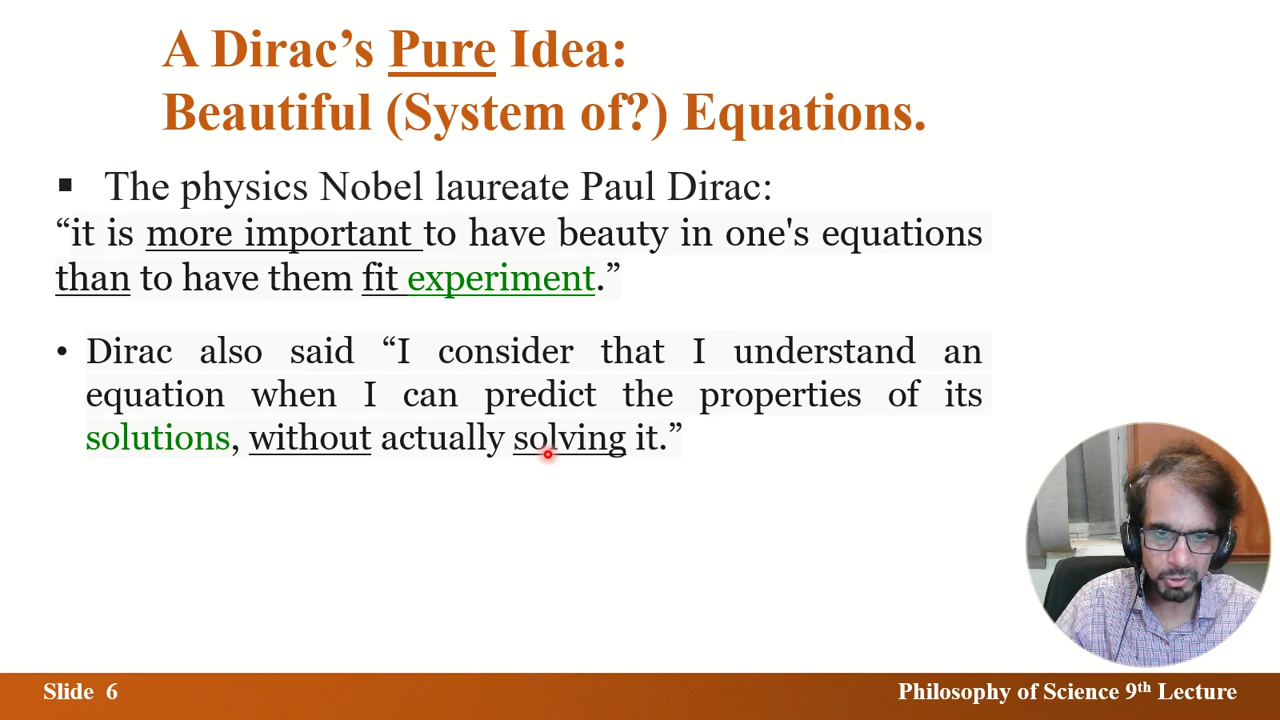 A Dirac’s Pure Idea:
Beautiful (System of?) Equations.
▪ The physics Nobel laureate Paul Dirac:
“it is more important to have beauty in one's equations
than to have them fit experiment.”
• Dirac also said “I consider that I understand an
equation when I can predict the properties of its
solutions, without actually solving it.”
Slide 6
Philosophy of Science 9th Lecture